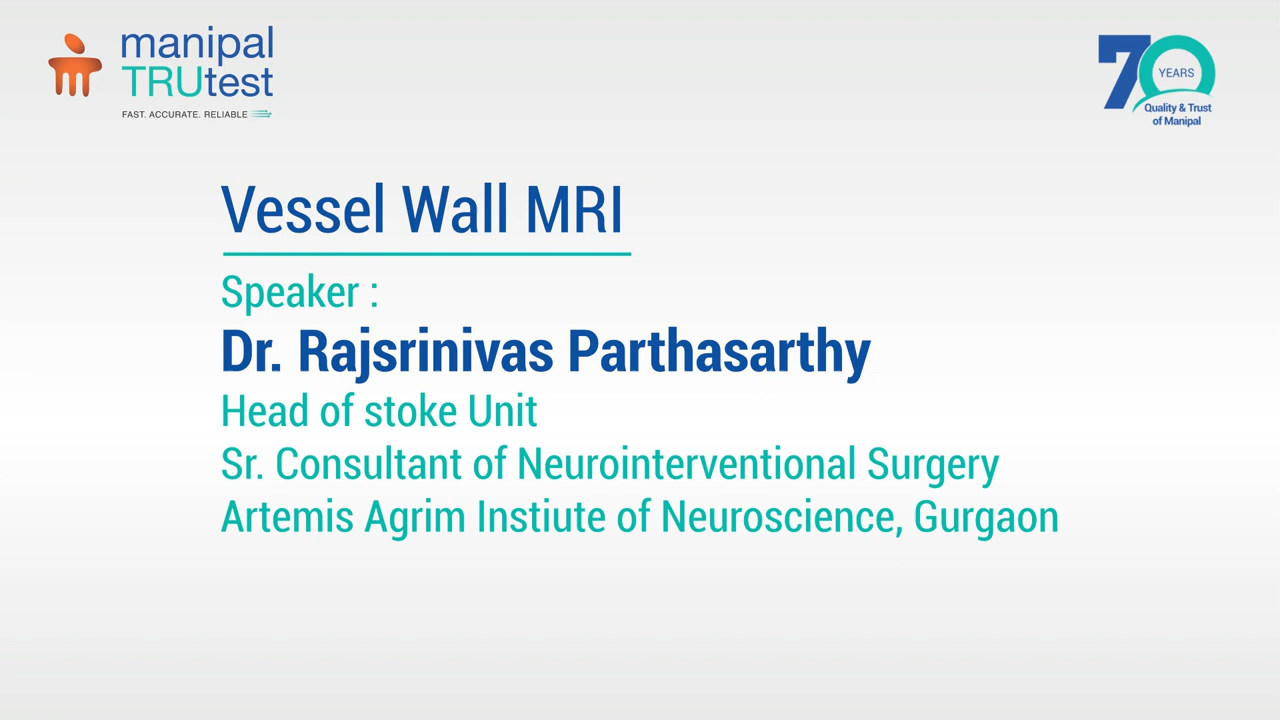 manipal
TRUtest
FAST. ACCURATE. RELIABLE
70
YEARS
Quality & Trust
of Manipal
Vessel Wall MRI
Speaker :
Dr. Rajsrinivas Parthasarthy
Head of stoke Unit
Sr. Consultant of Neurointerventional Surgery
Artemis Agrim Instiute of Neuroscience, Gurgaon